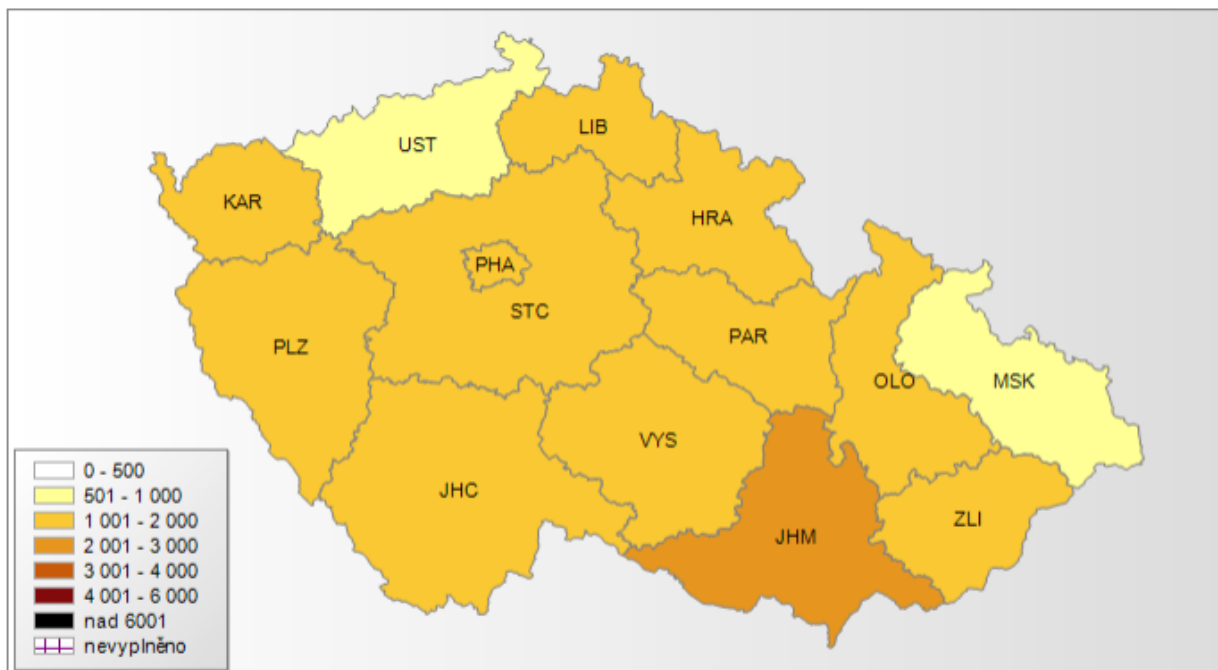 LIB
UST
KAR
HRA
PHA
STC
PLZ
PAR
OLO
MSK
VYS
JHC
ZLI
JHM
0 - 500
501 - 1 000
1 001 - 2 000
2 001 - 3 000
3 001 - 4 000
4 001 - 6 000
nad 6001
nevyplněno